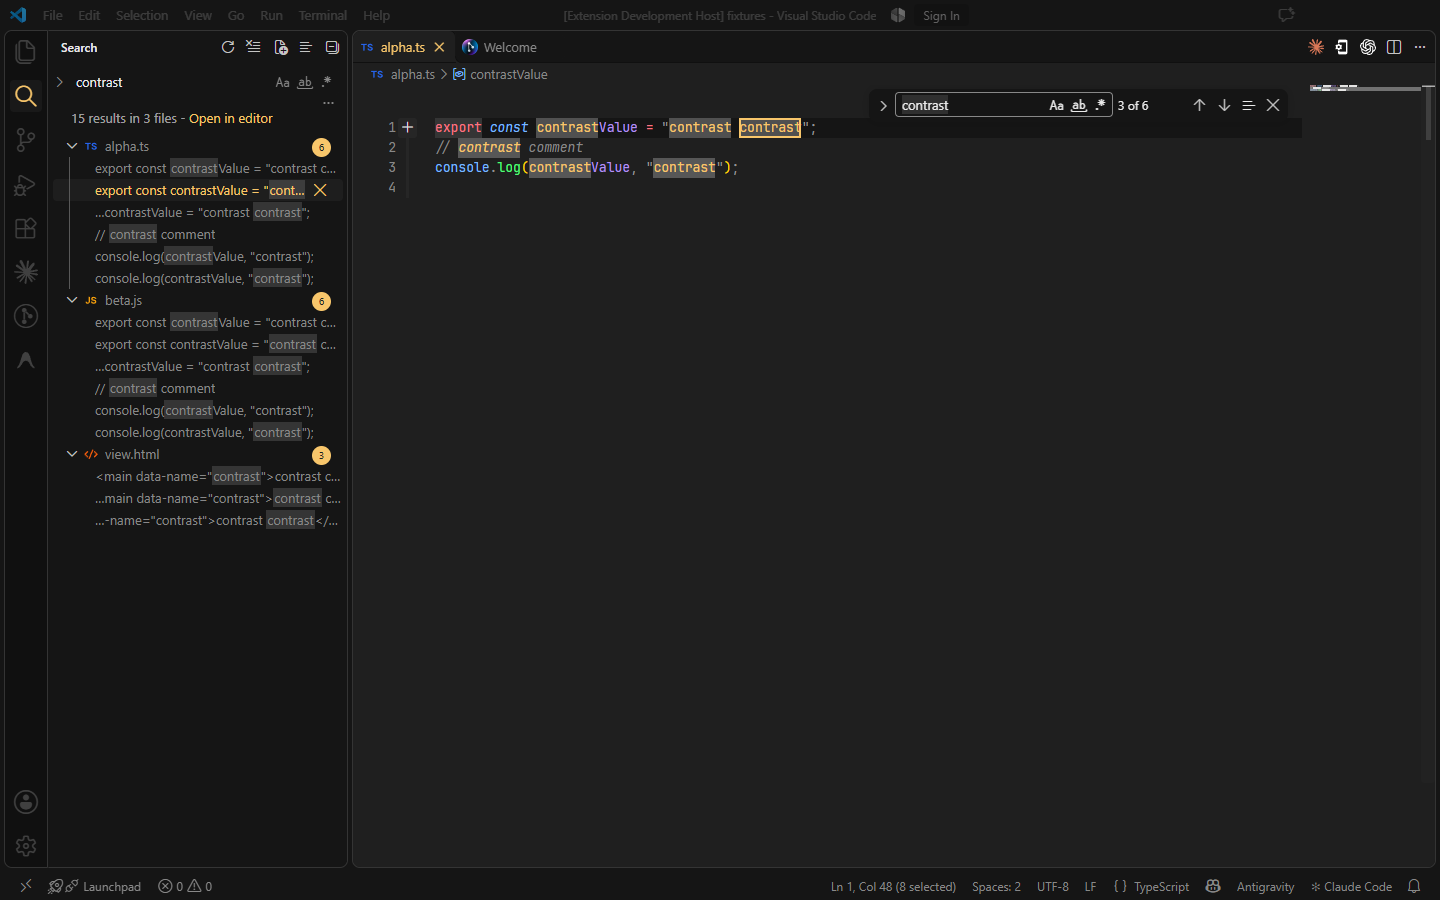 File Edit Selection View Go Run Terminal Help
[Extension Development Host] fixtures - Visual Studio Code
Sign In
Search
contrast
Aa ab .*
15 results in 3 files - Open in editor
TS alpha.ts 6
export const contrastValue = "contrast c...
export const contrastValue = "cont...
...contrastValue = "contrast contrast";
// contrast comment
console.log(contrastValue, "contrast");
console.log(contrastValue, "contrast");
JS beta.js 6
export const contrastValue = "contrast c...
export const contrastValue = "contrast c...
...contrastValue = "contrast contrast";
// contrast comment
console.log(contrastValue, "contrast");
console.log(contrastValue, "contrast");
</> view.html 3
<main data-name="contrast">contrast c...
...main data-name="contrast">contrast c...
...-name="contrast">contrast contrast</...
TS alpha.ts Welcome
TS alpha.ts > contrastValue
contrast Aa ab .* 3 of 6
1 export const contrastValue = "contrast contrast";
2 // contrast comment
3 console.log(contrastValue, "contrast");
4
Launchpad 0 0
Ln 1, Col 48 (8 selected) Spaces: 2 UTF-8 LF { } TypeScript Antigravity Claude Code